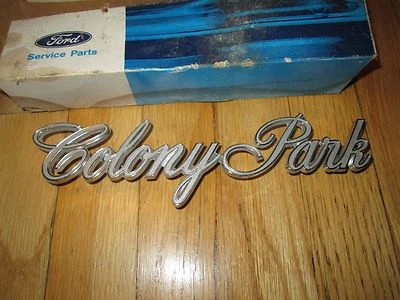 Ford
Service Parts
Colony Park